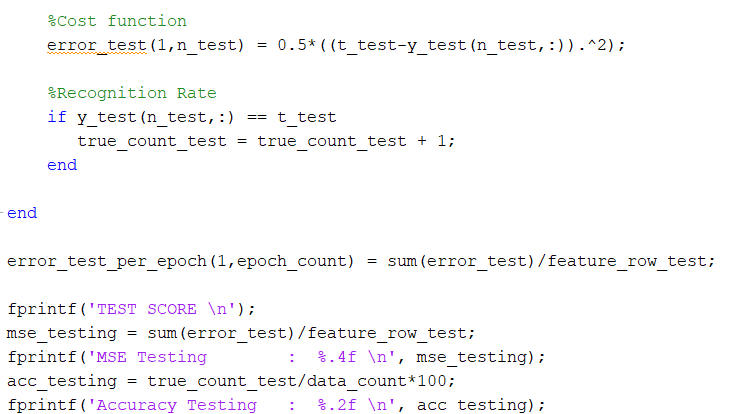 %Cost function
error_test(1,n_test) = 0.5*((t_test-y_test(n_test,:)).^2);
%Recognition Rate
if y_test(n_test,:) == t_test
true_count_test = true_count_test + 1;
end
end
error_test_per_epoch(1,epoch_count) = sum(error_test)/feature_row_test;
fprintf('TEST SCORE \n');
mse_testing = sum(error_test)/feature_row_test;
fprintf('MSE Testing        :  %.4f \n', mse_testing);
acc_testing = true_count_test/data_count*100;
fprintf('Accuracy Testing   :  %.2f \n', acc testing);